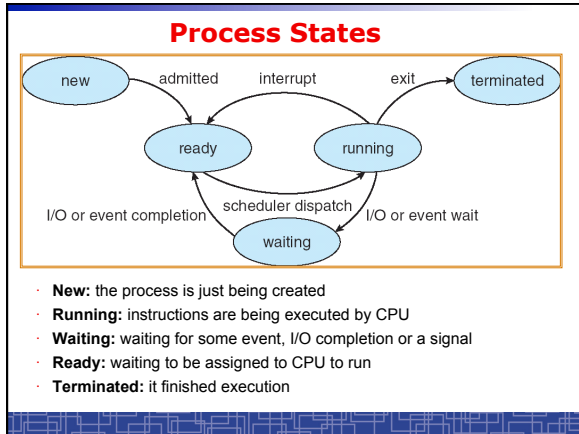 Process States
new
admitted
interrupt
exit
terminated
ready
running
I/O or event completion
scheduler dispatch
I/O or event wait
waiting
· New: the process is just being created
· Running: instructions are being executed by CPU
· Waiting: waiting for some event, I/O completion or a signal
· Ready: waiting to be assigned to CPU to run
· Terminated: it finished execution